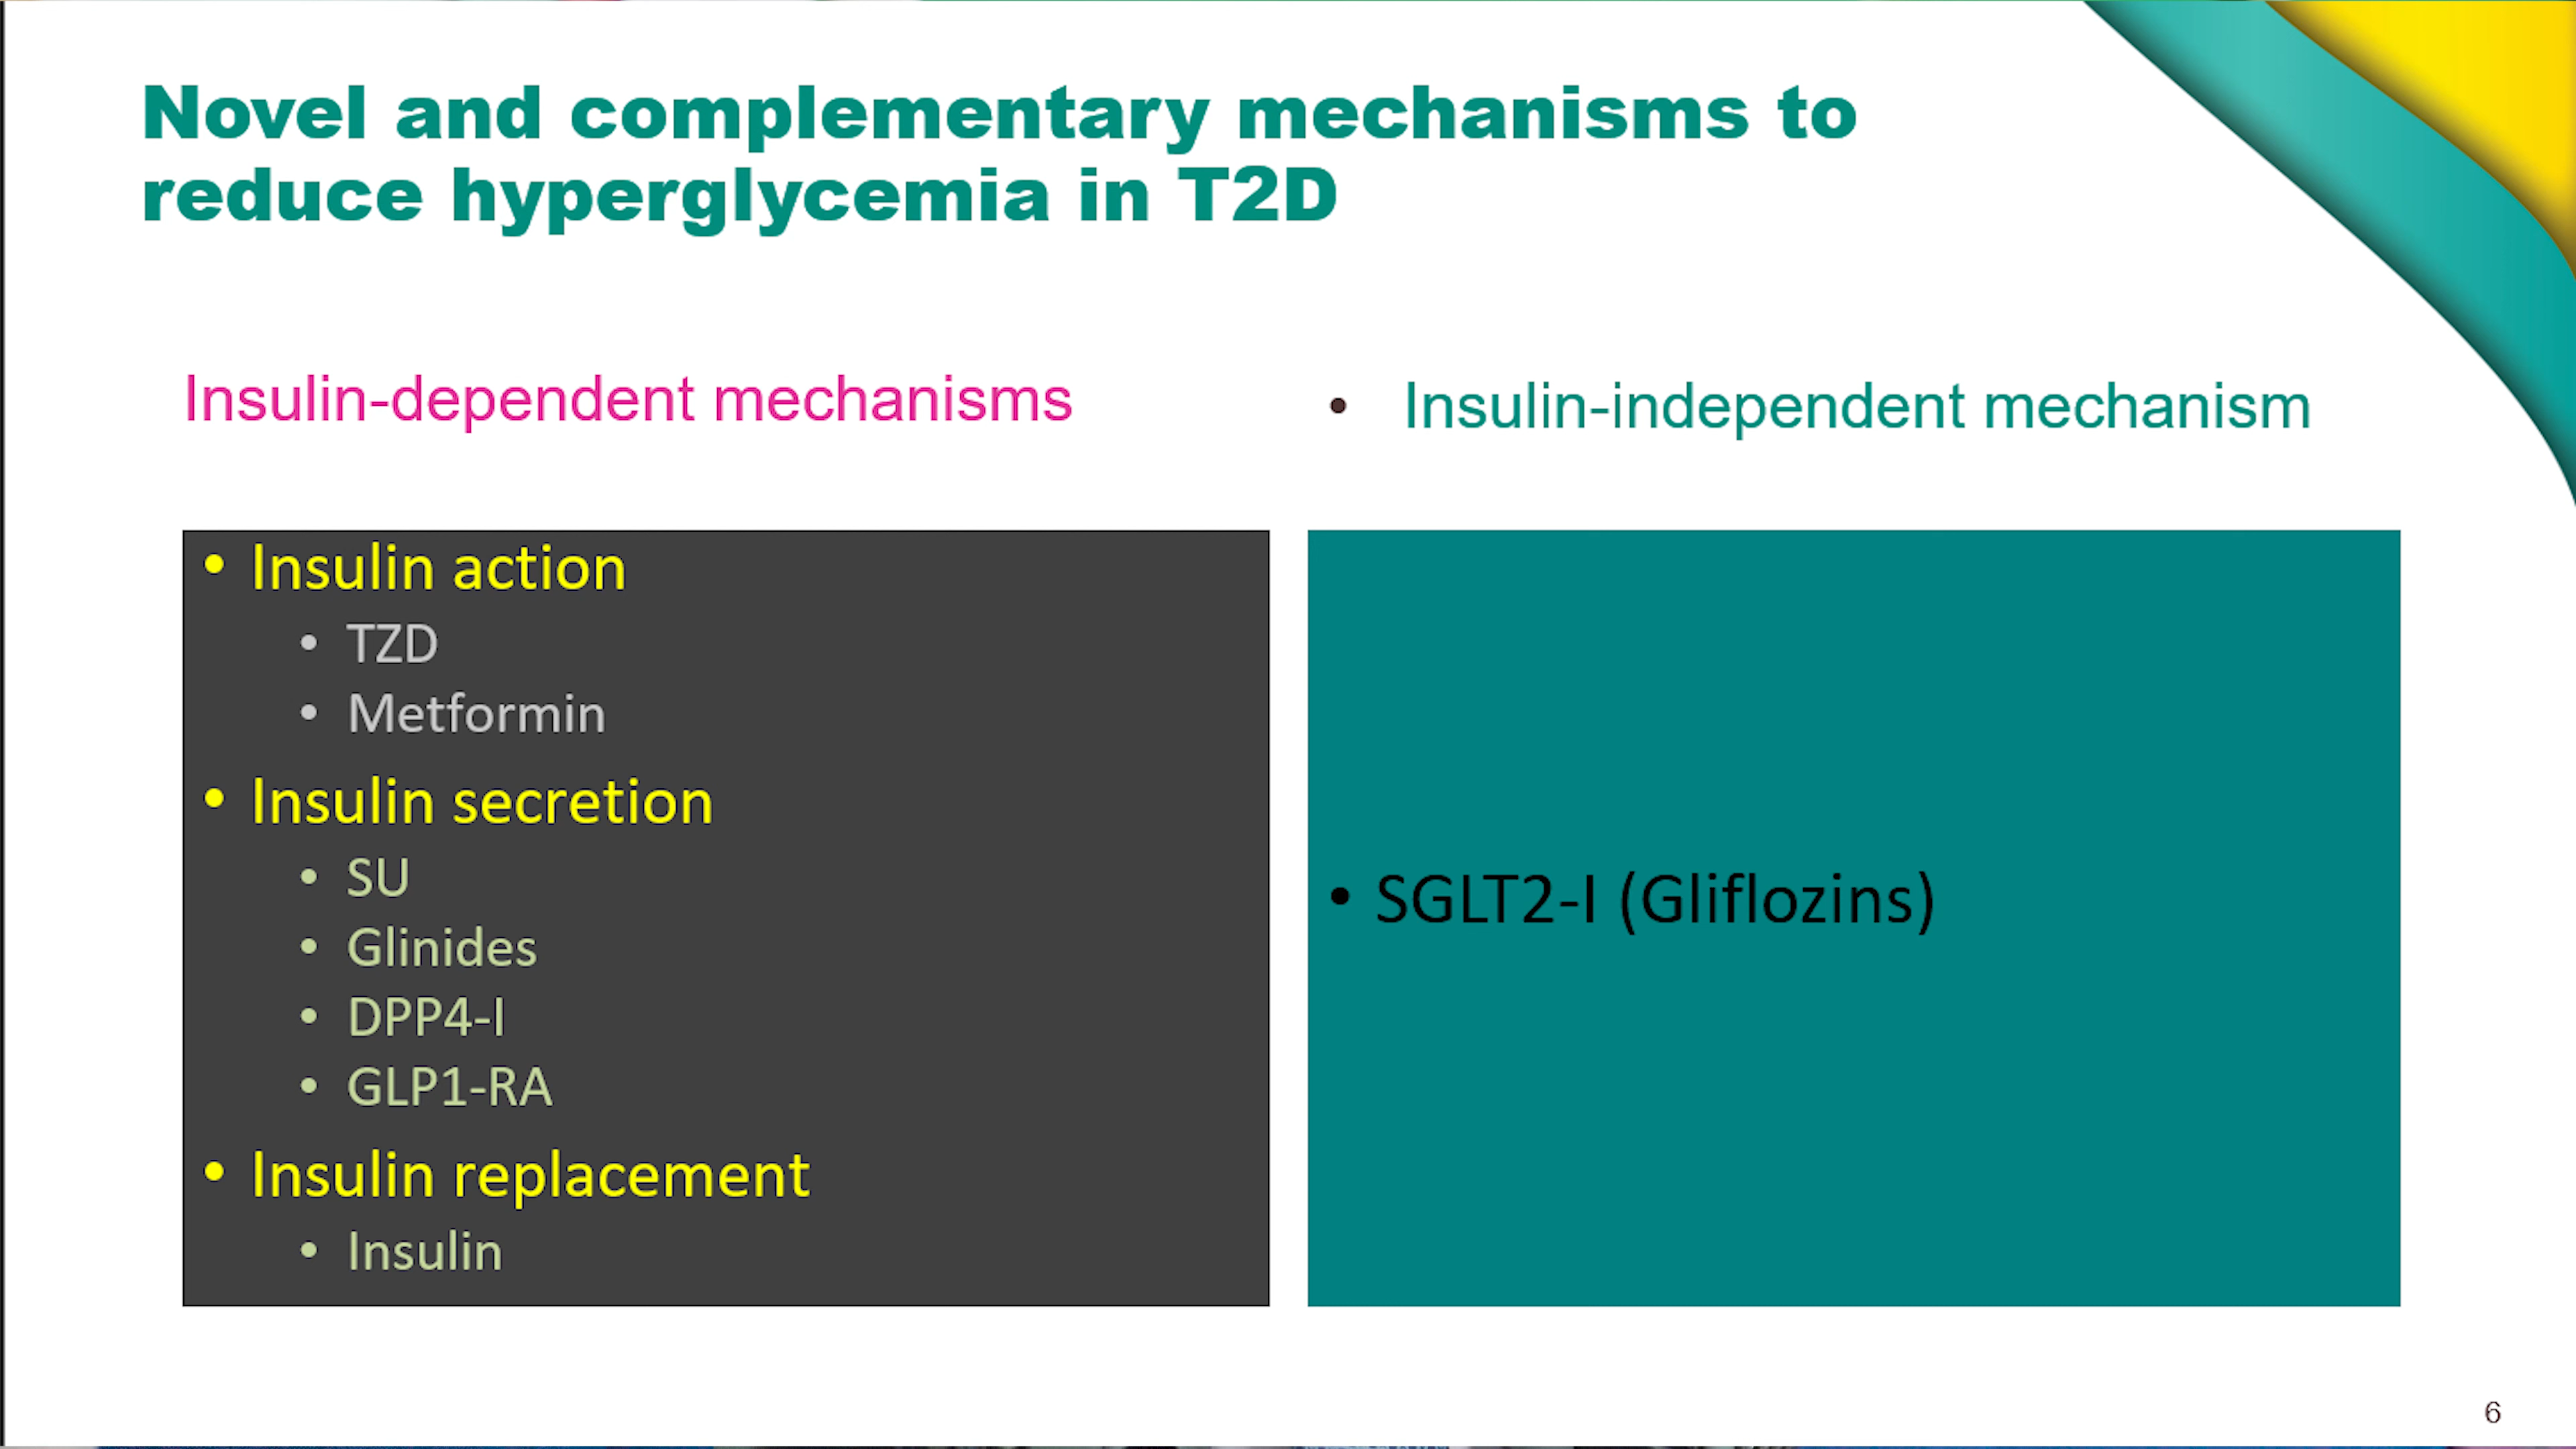 Novel and complementary mechanisms to
reduce hyperglycemia in T2D
Insulin-dependent mechanisms
• Insulin action
• TZD
• Metformin
• Insulin secretion
• SU
• Glinides
• DPP4-I
• GLP1-RA
• Insulin replacement
• Insulin
• Insulin-independent mechanism
• SGLT2-I (Gliflozins)
6